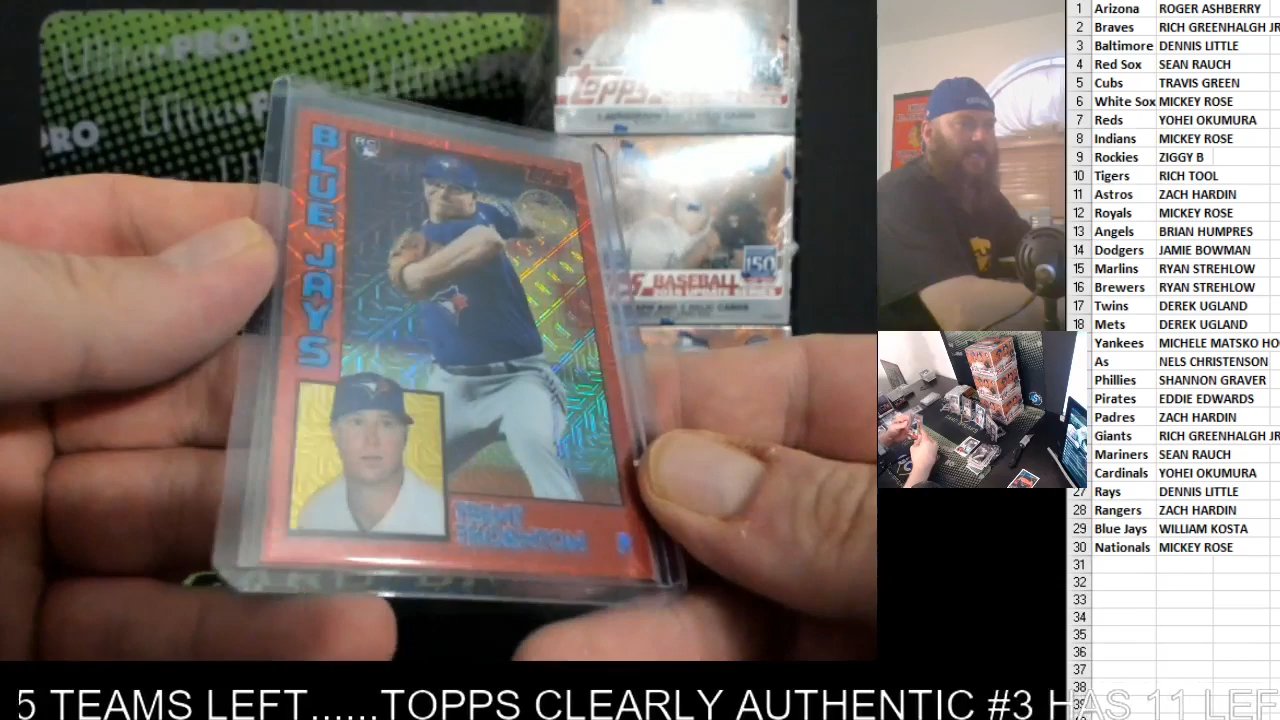 Ultra PRO
PRO
TOPPS
150
BASEBALL
BLUE JAYS
RC
TRENT
THORNTON
P
1 Arizona ROGER ASHBERRY
2 Braves RICH GREENHALGH JR
3 Baltimore DENNIS LITTLE
4 Red Sox SEAN RAUCH
5 Cubs TRAVIS GREEN
6 White Sox MICKEY ROSE
7 Reds YOHEI OKUMURA
8 Indians MICKEY ROSE
9 Rockies ZIGGY B
10 Tigers RICH TOOL
11 Astros ZACH HARDIN
12 Royals MICKEY ROSE
13 Angels BRIAN HUMPRES
14 Dodgers JAMIE BOWMAN
15 Marlins RYAN STREHLOW
16 Brewers RYAN STREHLOW
17 Twins DEREK UGLAND
18 Mets DEREK UGLAND
Yankees MICHELE MATSKO HO
As NELS CHRISTENSON
Phillies SHANNON GRAVER
Pirates EDDIE EDWARDS
Padres ZACH HARDIN
Giants RICH GREENHALGH JR
Mariners SEAN RAUCH
Cardinals YOHEI OKUMURA
27 Rays DENNIS LITTLE
28 Rangers ZACH HARDIN
29 Blue Jays WILLIAM KOSTA
30 Nationals MICKEY ROSE
31
32
33
34
35
36
37
38
39
5 TEAMS LEFT......TOPPS CLEARLY AUTHENTIC #3 HAS 11 LEF